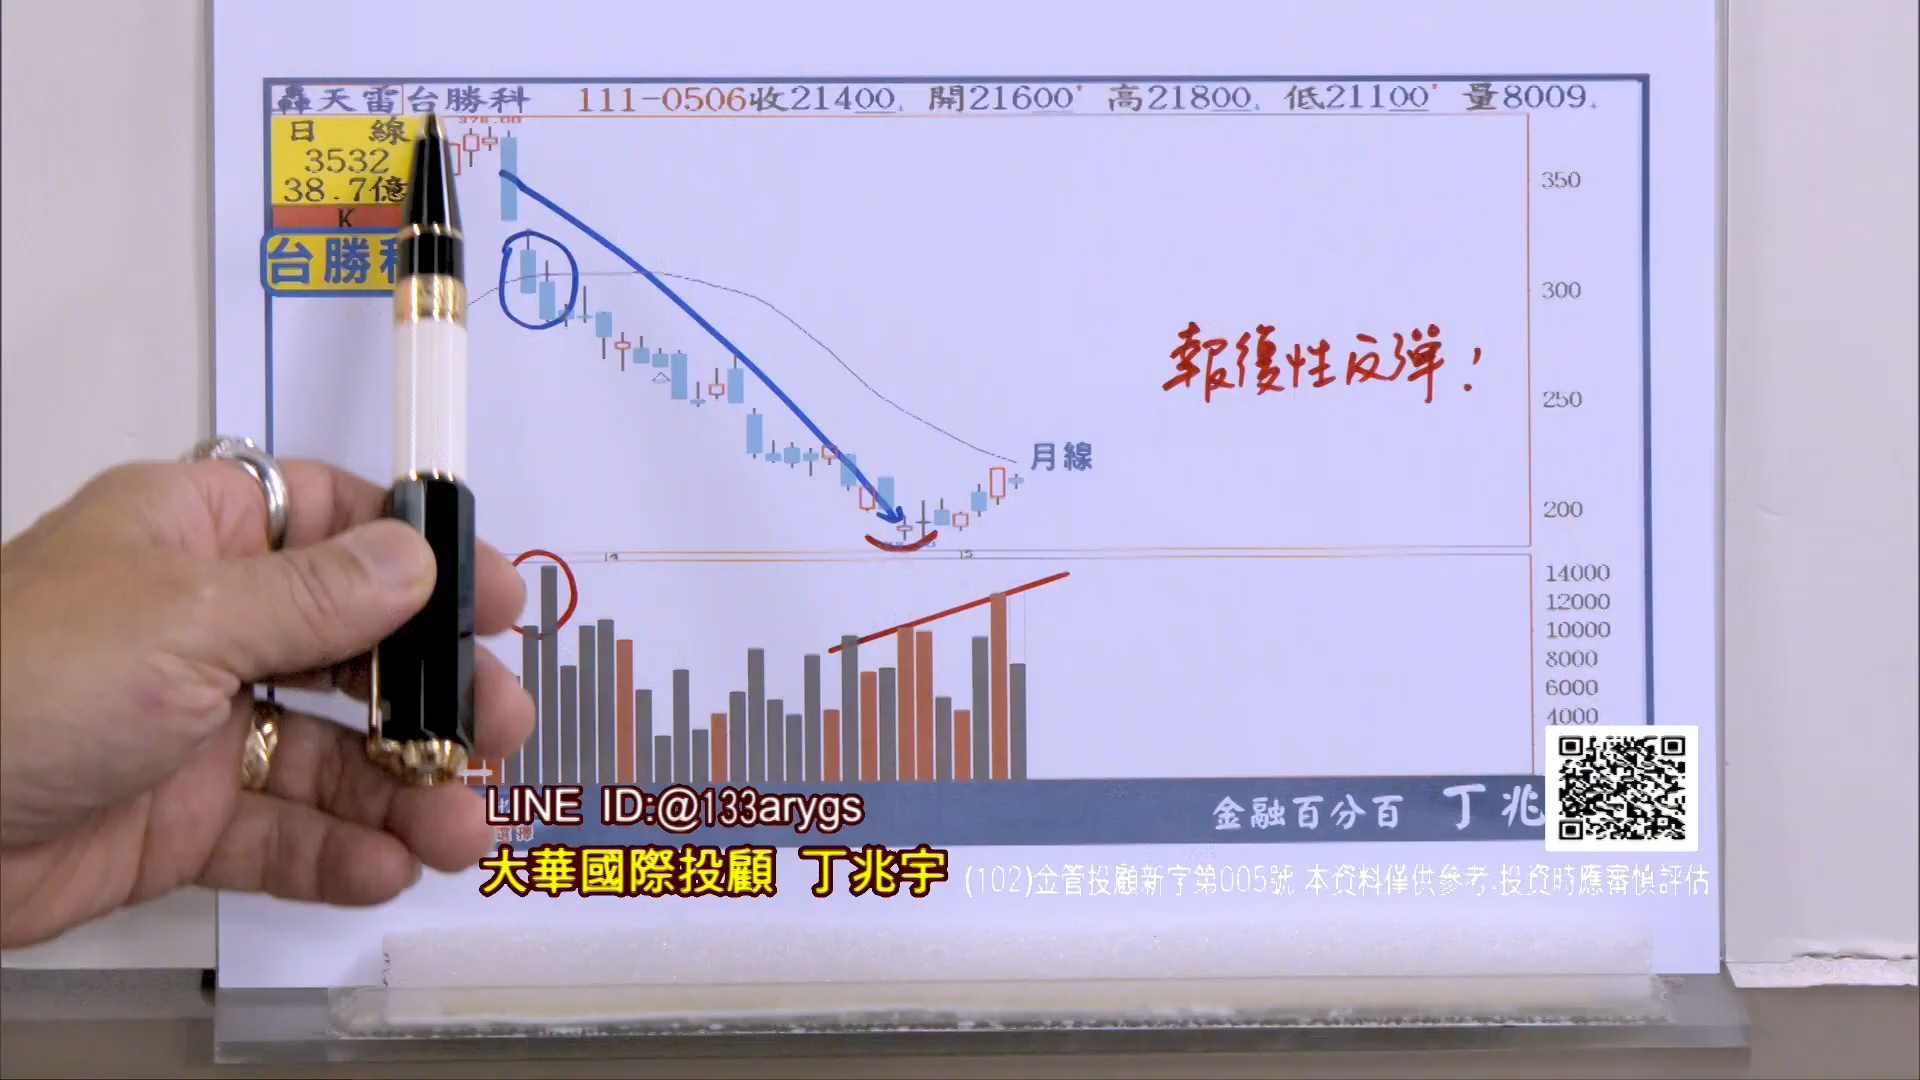 轟天雷 台勝科 111-0506收21400. 開21600' 高21800. 低21100' 量8009.
日 線
3532
38.7億
K
台勝科
350
300
250
200
報復性反彈!
月線
14
15
14000
12000
10000
8000
6000
4000
LINE ID:@133arygs
金融百分百 丁兆
大華國際投顧 丁兆宇
(102)金管投顧新字第005號 本資料僅供參考,投資時應審慎評估